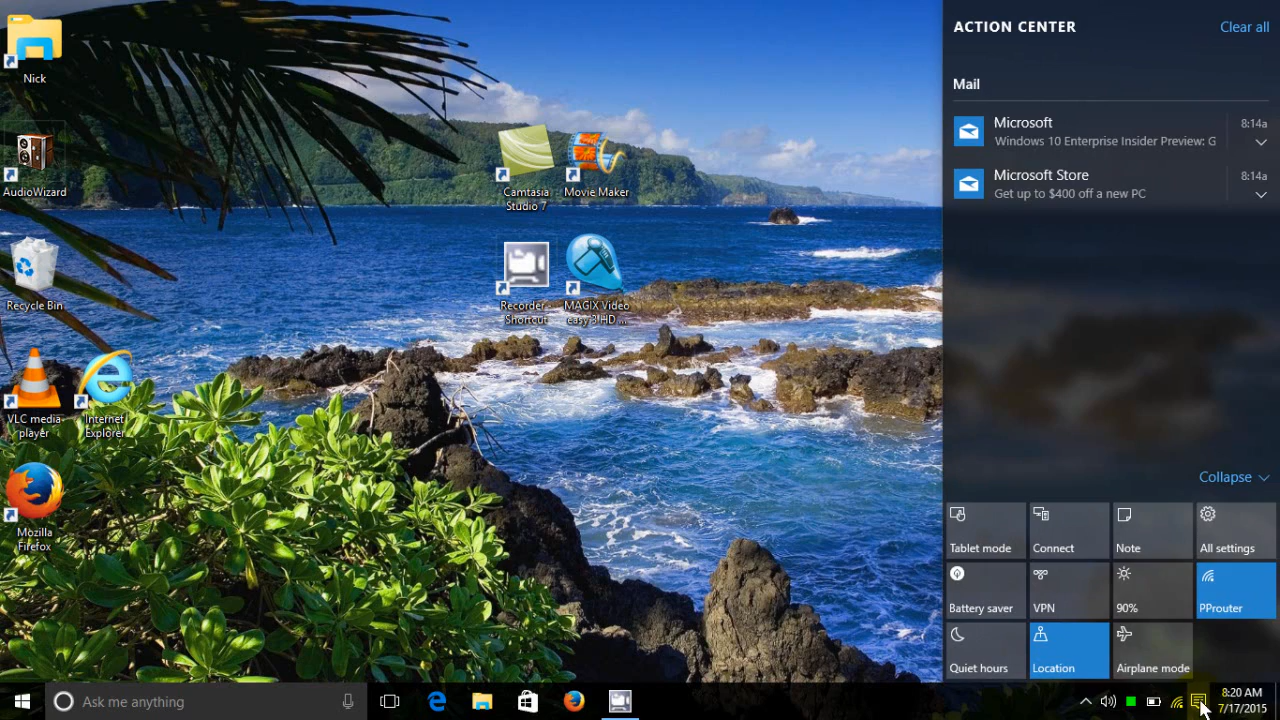 Nick
AudioWizard
Recycle Bin
VLC media
player
Internet
Explorer
Mozilla
Firefox
Camtasia
Studio 7
Movie Maker
Recorder -
Shortcut
MAGIX Video
easy 3 HD ...
ACTION CENTER
Clear all
Mail
Microsoft
8:14a
Windows 10 Enterprise Insider Preview: G
Microsoft Store
8:14a
Get up to $400 off a new PC
Collapse
Tablet mode
Connect
Note
All settings
Battery saver
VPN
90%
PProuter
Quiet hours
Location
Airplane mode
Ask me anything
8:20 AM
7/17/2015